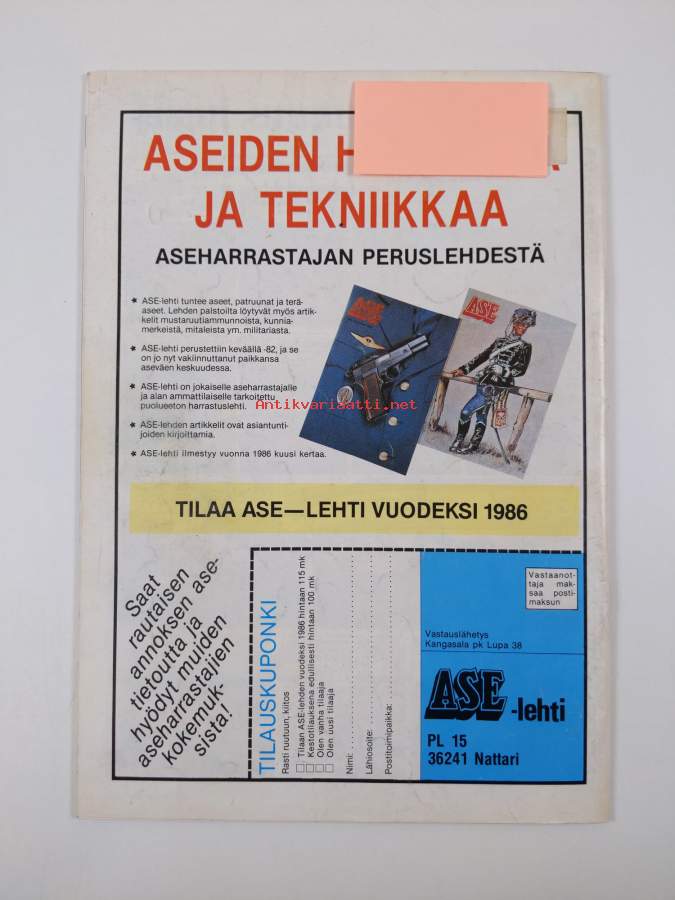 ASEIDEN
JA TEKNIIKKAA
ASEHARRASTAJAN PERUSLEHDESTÄ
★ ASE-lehti tuntee aseet, patruunat ja terä-
aseet. Lehden palstoilta löytyvät myös artik-
kelit mustaruutiammunnoista, kunnia-
merkeistä, mitaleista ym. militariasta.
★ ASE-lehti perustettiin keväällä -82, ja se
on jo nyt vakiinnuttanut paikkansa
aseväen keskuudessa.
★ ASE-lehti on jokaiselle aseharrastajalle
ja alan ammattilaiselle tarkoitettu
puolueeton harrastuslehti.
★ ASE-lehden artikkelit ovat asiantunti-
joiden kirjoittamia.
★ ASE-lehti ilmestyy vuonna 1986 kuusi kertaa.
ASE
ASE
Antikvariaatti.net
TILAA ASE—LEHTI VUODEKSI 1986
Saat
rautaisen
annoksen ase-
tietoutta ja
hyödyt muiden
aseharrastajien
kokemuk-
sista!
TILAUSKUPONKI
Rasti ruutuun, kiitos
Tilaan ASE-lehden vuodeksi 1986 hintaan 115 mk
Kestotilauksena edullisesti hintaan 100 mk
Olen vanha tilaaja
Olen uusi tilaaja
Nimi:
Lähiosoite:
Postitoimipaikka:
Vastaanot-
taja mak-
saa posti-
maksun
Vastauslähetys
Kangasala pk Lupa 38
ASE -lehti
PL 15
36241 Nattari